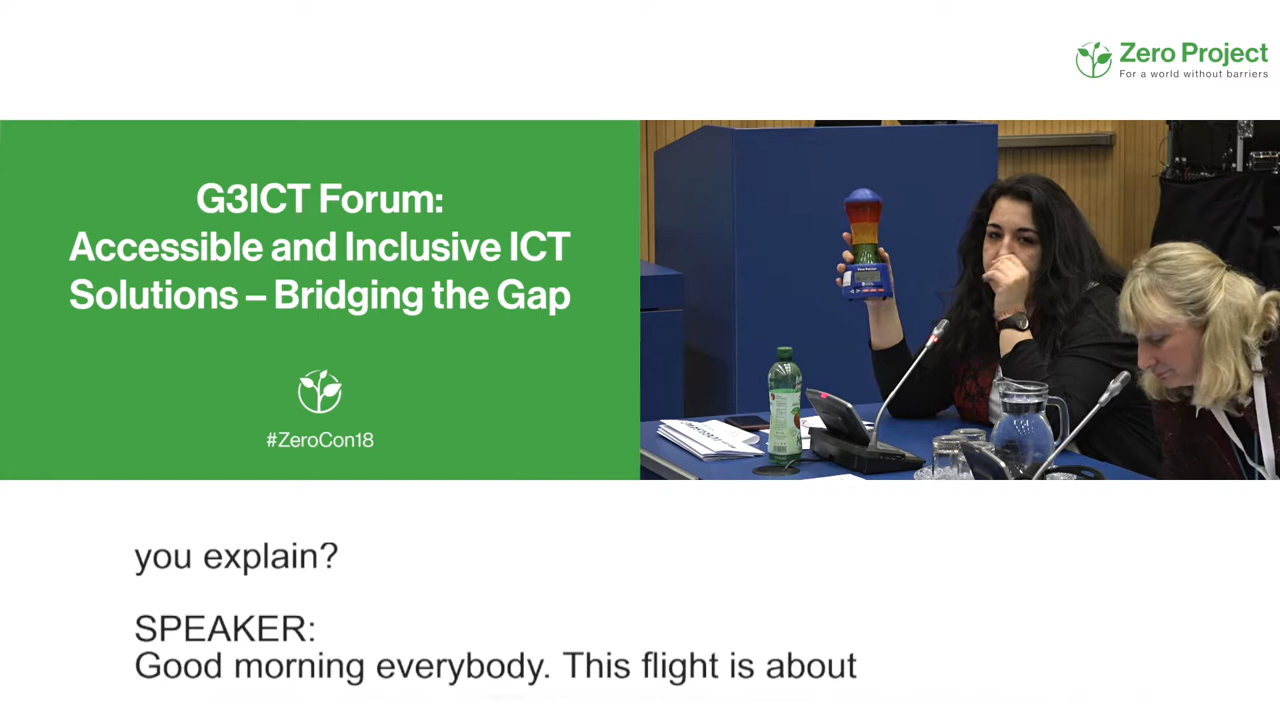 Zero Project
For a world without barriers
G3ICT Forum:
Accessible and Inclusive ICT
Solutions – Bridging the Gap
#ZeroCon18
you explain?
SPEAKER:
Good morning everybody. This flight is about